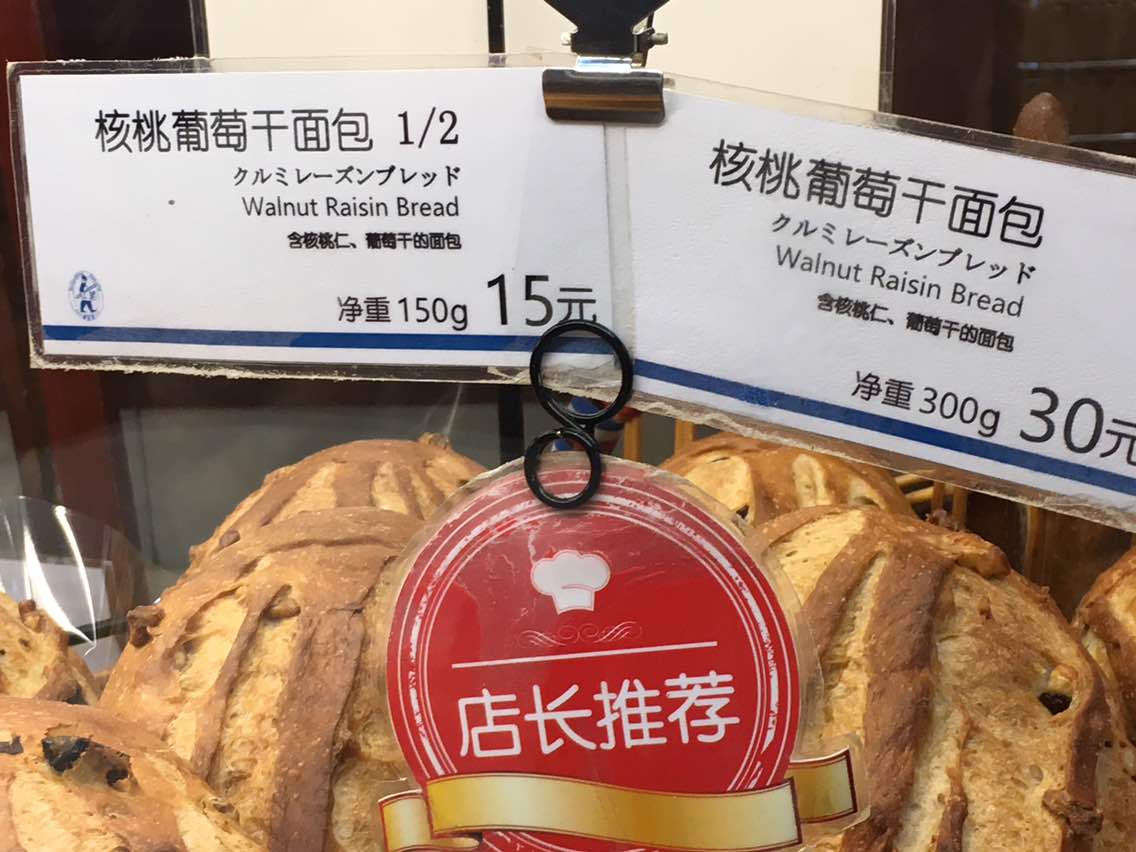 核桃葡萄干面包 1/2
クルミレーズンブレッド
Walnut Raisin Bread
含核桃仁、葡萄干的面包
净重 150g 15元
核桃葡萄干面包
クルミレーズンブレッド
Walnut Raisin Bread
含核桃仁、葡萄干的面包
净重 300g 30元
店长推荐